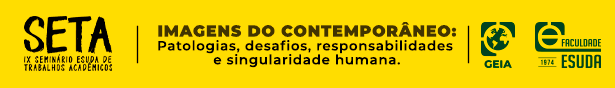 SETA
IX SEMINÁRIO ESUDA DE
TRABALHOS ACADÊMICOS
IMAGENS DO CONTEMPORÂNEO:
Patologias, desafios, responsabilidades
e singularidade humana.
GEIA
FACULDADE
1974 ESUDA